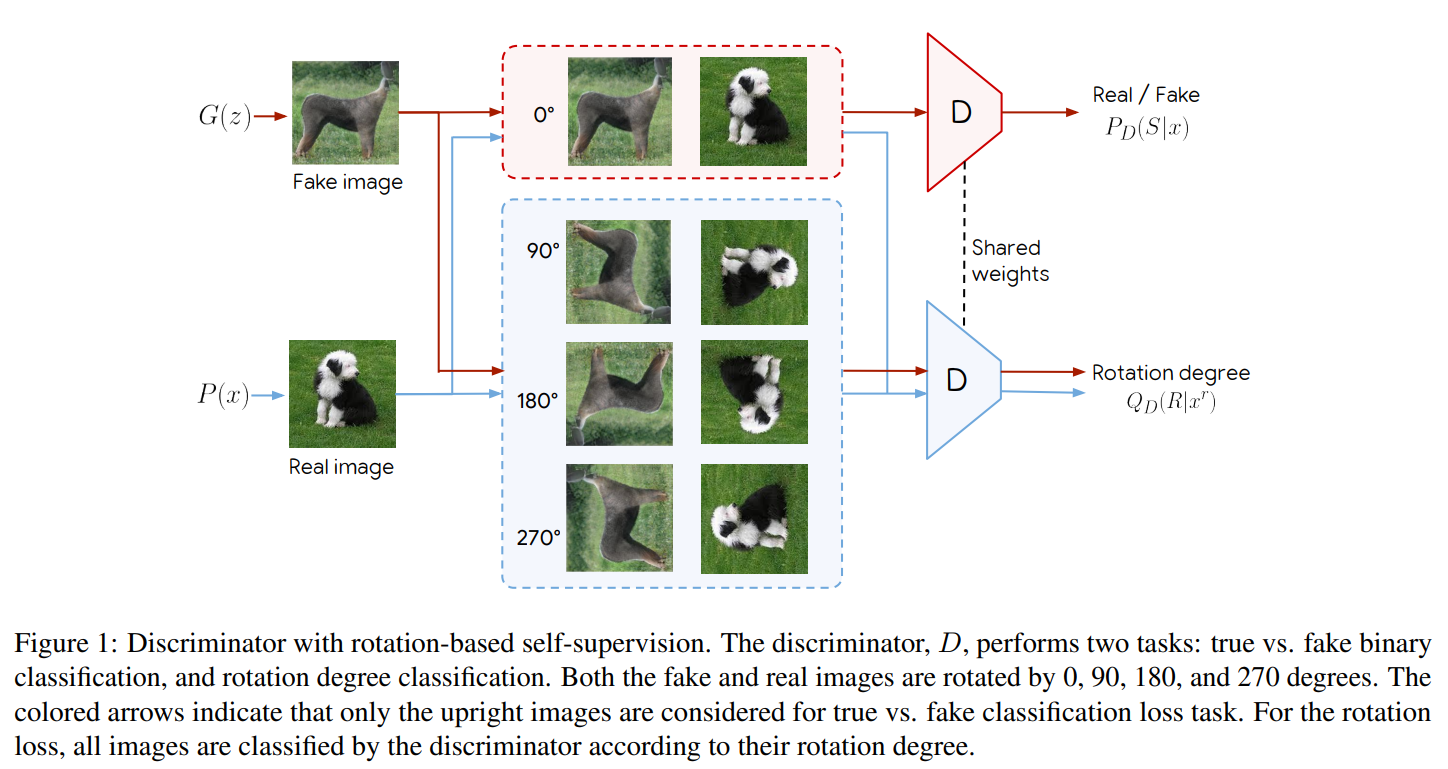 G(z)
Fake image
0°
D
Real / Fake
P_D(S|x)
90°
Shared
weights
P(x)
Real image
180°
D
Rotation degree
Q_D(R|x^r)
270°
Figure 1: Discriminator with rotation-based self-supervision. The discriminator, D, performs two tasks: true vs. fake binary
classification, and rotation degree classification. Both the fake and real images are rotated by 0, 90, 180, and 270 degrees. The
colored arrows indicate that only the upright images are considered for true vs. fake classification loss task. For the rotation
loss, all images are classified by the discriminator according to their rotation degree.